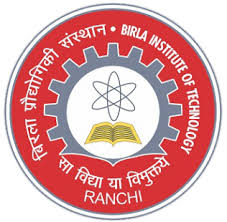 बिरला प्रौद्योगिकी संस्थान • BIRLA INSTITUTE OF TECHNOLOGY
सा विद्या या विमुक्तये
RANCHI